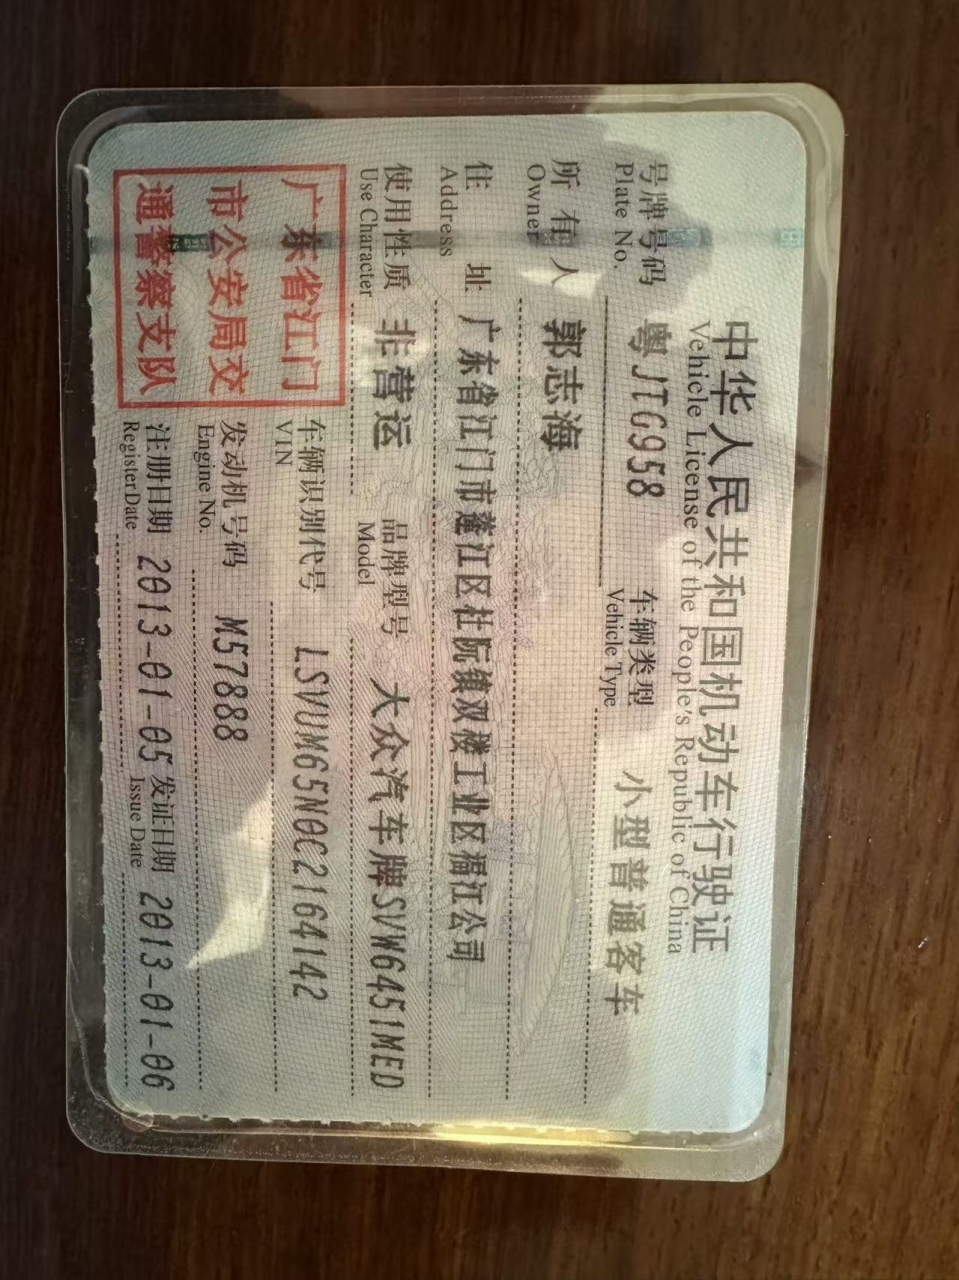 中华人民共和国机动车行驶证
Vehicle License of the People's Republic of China
号牌号码 粤JTG958 车辆类型 小型普通客车
Plate No. Vehicle Type
所有人 郭志海
Owner
住址 广东省江门市蓬江区杜阮镇双楼工业区福江公司
Address
使用性质 非营运 品牌型号 大众汽车牌SVW6451MED
Use Character Model
广东省江门
市公安局交
通警察支队
车辆识别代号 LSVUM65N0C2164142
VIN
发动机号码 M57888
Engine No.
注册日期 2013-01-05 发证日期 2013-01-06
Register Date Issue Date